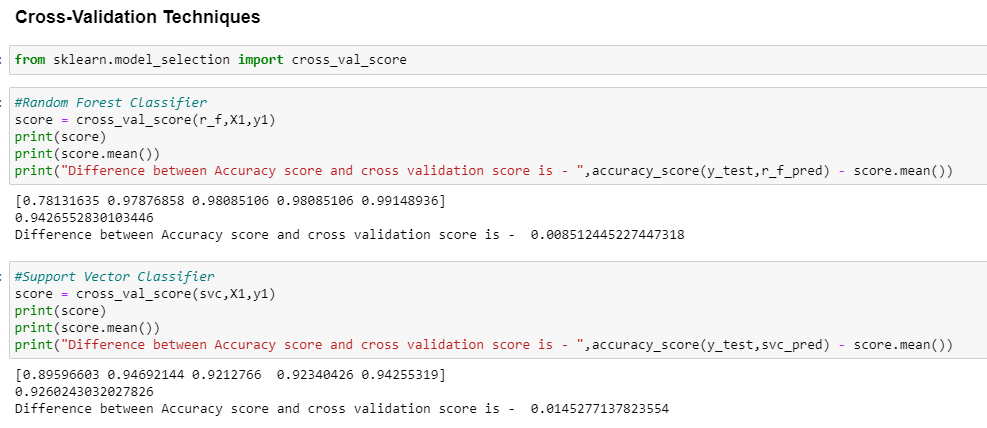 Cross-Validation Techniques
from sklearn.model_selection import cross_val_score
#Random Forest Classifier
score = cross_val_score(r_f,X1,y1)
print(score)
print(score.mean())
print("Difference between Accuracy score and cross validation score is - ",accuracy_score(y_test,r_f_pred) - score.mean())
[0.78131635 0.97876858 0.98085106 0.98085106 0.99148936]
0.9426552830103446
Difference between Accuracy score and cross validation score is -  0.008512445227447318
#Support Vector Classifier
score = cross_val_score(svc,X1,y1)
print(score)
print(score.mean())
print("Difference between Accuracy score and cross validation score is - ",accuracy_score(y_test,svc_pred) - score.mean())
[0.89596603 0.94692144 0.9212766  0.92340426 0.94255319]
0.9260243032027826
Difference between Accuracy score and cross validation score is -  0.0145277137823554